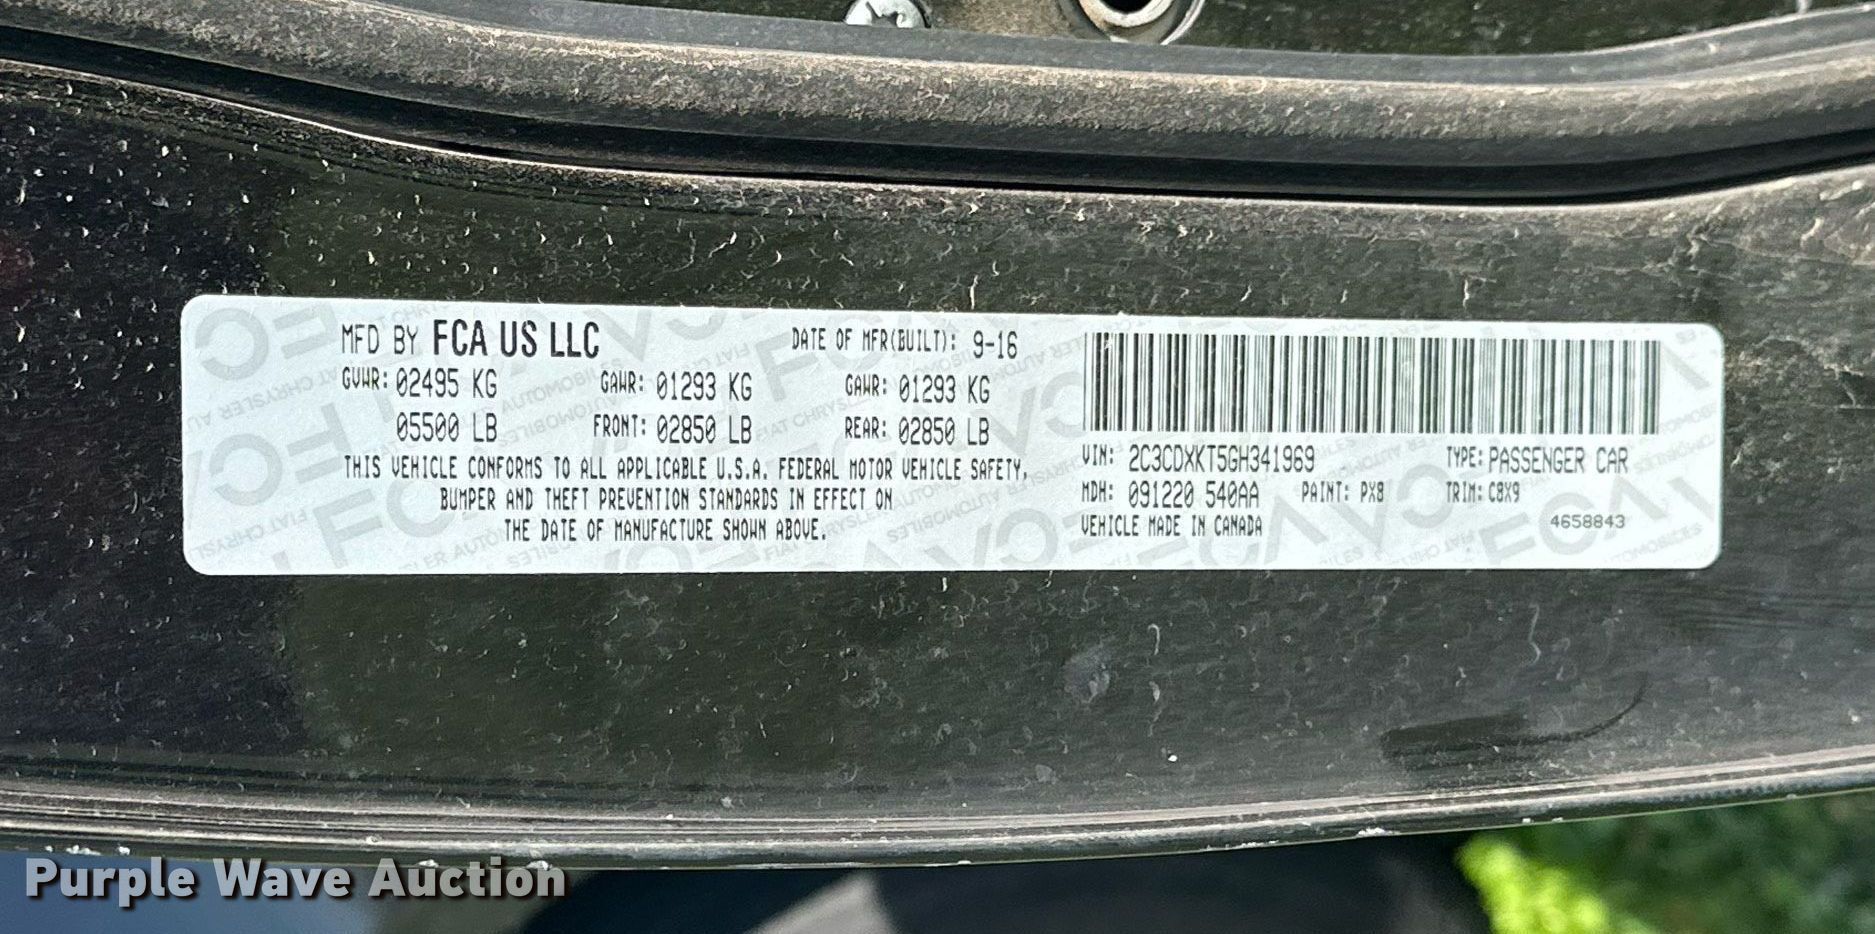 MFD BY FCA US LLC DATE OF MFR(BUILT): 9-16
GVWR: 02495 KG GAWR: 01293 KG GAWR: 01293 KG
05500 LB FRONT: 02850 LB REAR: 02850 LB
THIS VEHICLE CONFORMS TO ALL APPLICABLE U.S.A. FEDERAL MOTOR VEHICLE SAFETY,
BUMPER AND THEFT PREVENTION STANDARDS IN EFFECT ON
THE DATE OF MANUFACTURE SHOWN ABOVE.
VIN: 2C3CDXKT5GH341969 TYPE: PASSENGER CAR
MDH: 091220 540AA PAINT: PX8 TRIM: C8X9
VEHICLE MADE IN CANADA 4658843
Purple Wave Auction